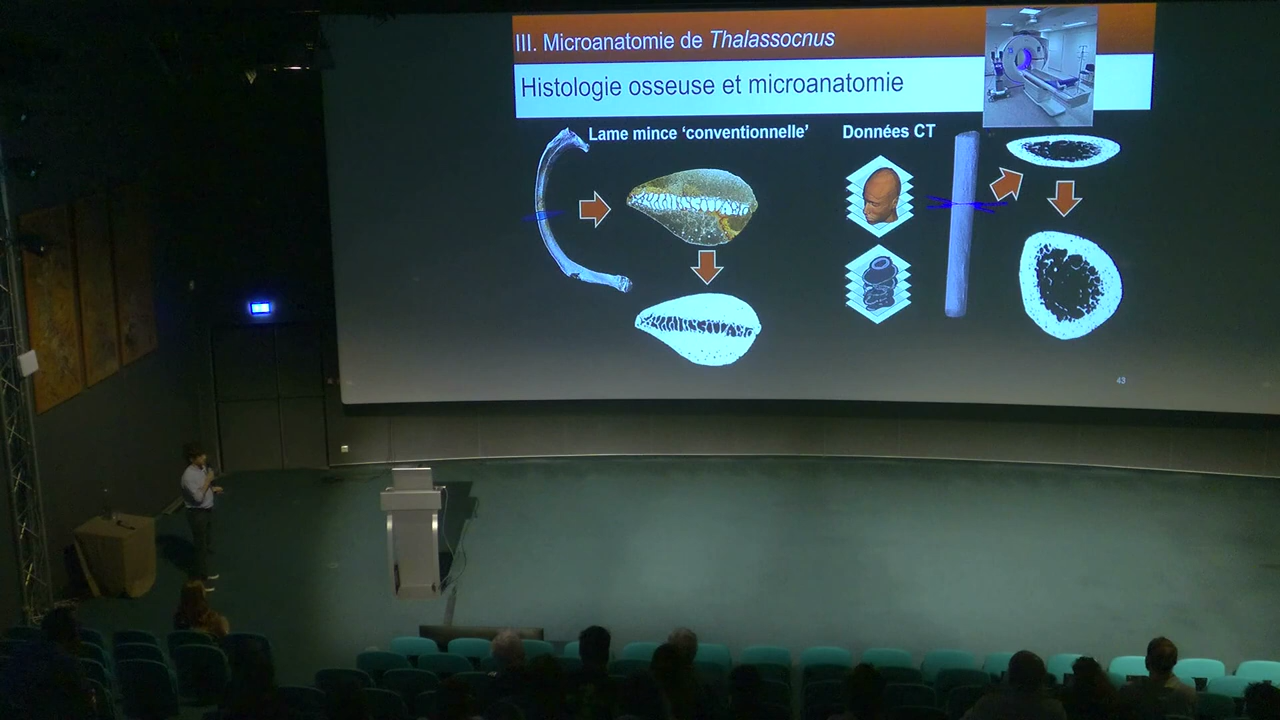 III. Microanatomie de Thalassocnus
Histologie osseuse et microanatomie
Lame mince ‘conventionnelle’
Données CT
43